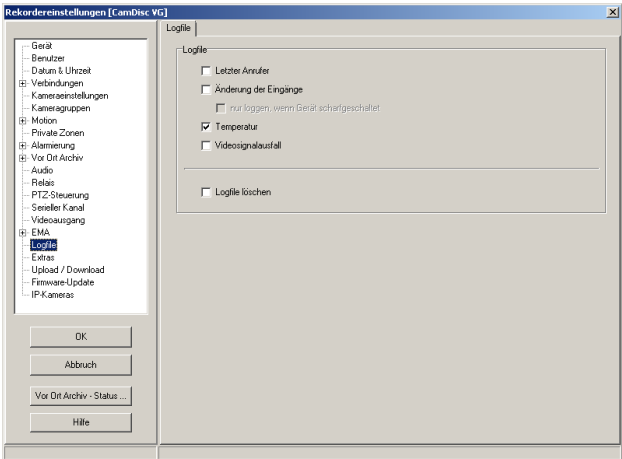 Rekordereinstellungen [CamDisc VG]
Gerät
Benutzer
Datum & Uhrzeit
Verbindungen
Kameraeinstellungen
Kameragruppen
Motion
Private Zonen
Alarmierung
Vor Ort Archiv
Audio
Relais
PTZ-Steuerung
Serieller Kanal
Videoausgang
EMA
Logfile
Extras
Upload / Download
Firmware-Update
IP-Kameras
OK
Abbruch
Vor Ort Archiv - Status ...
Hilfe
Logfile
Logfile
Letzter Anrufer
Änderung der Eingänge
nur loggen, wenn Gerät scharfgeschaltet
Temperatur
Videosignalausfall
Logfile löschen